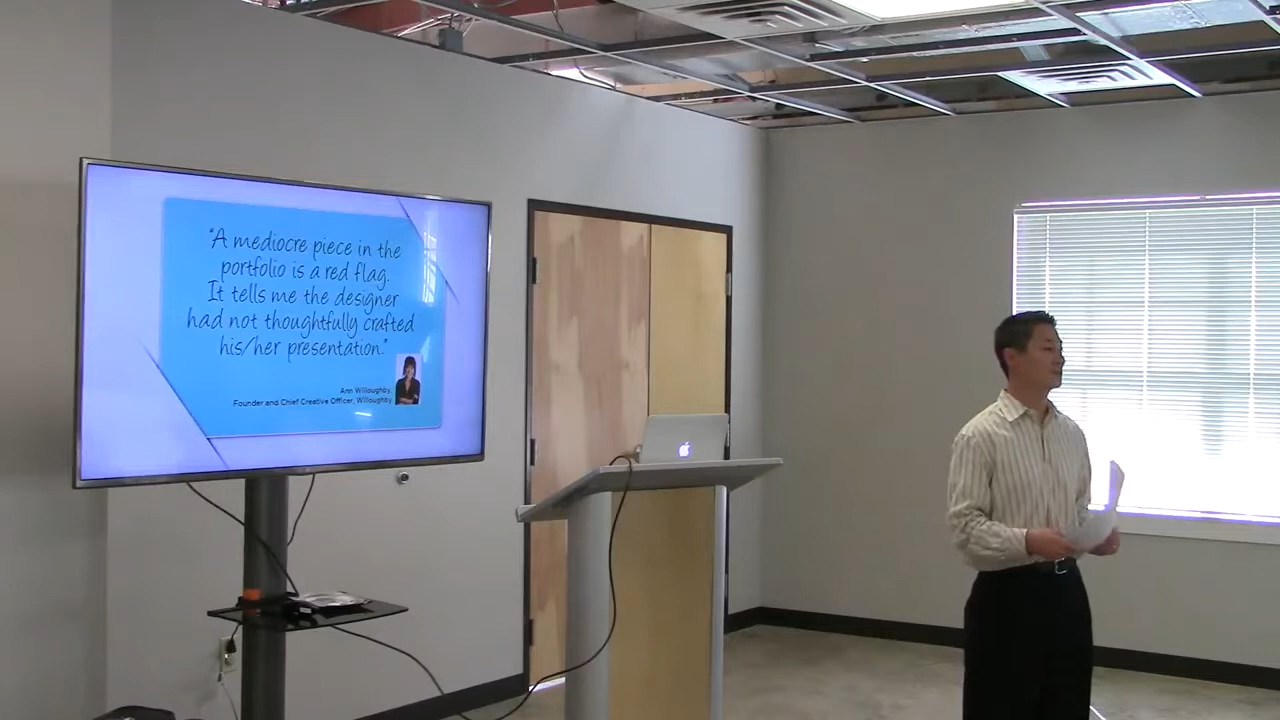 “A mediocre piece in the
portfolio is a red flag.
It tells me the designer
had not thoughtfully crafted
his/her presentation.”
Ann Willoughby
Founder and Chief Creative Officer, Willoughby